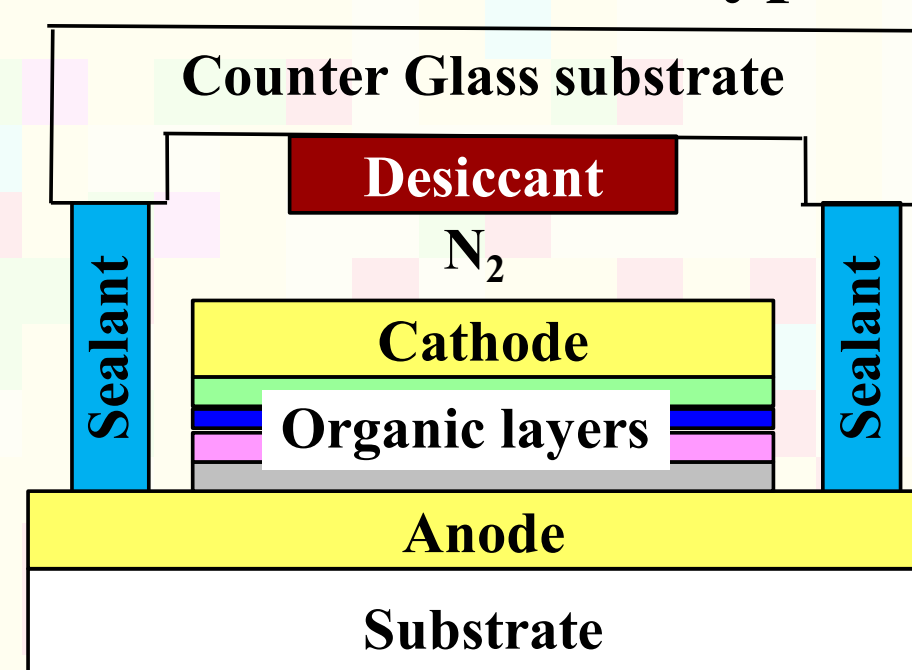 Counter Glass substrate
Desiccant
N₂
Sealant
Sealant
Cathode
Organic layers
Anode
Substrate